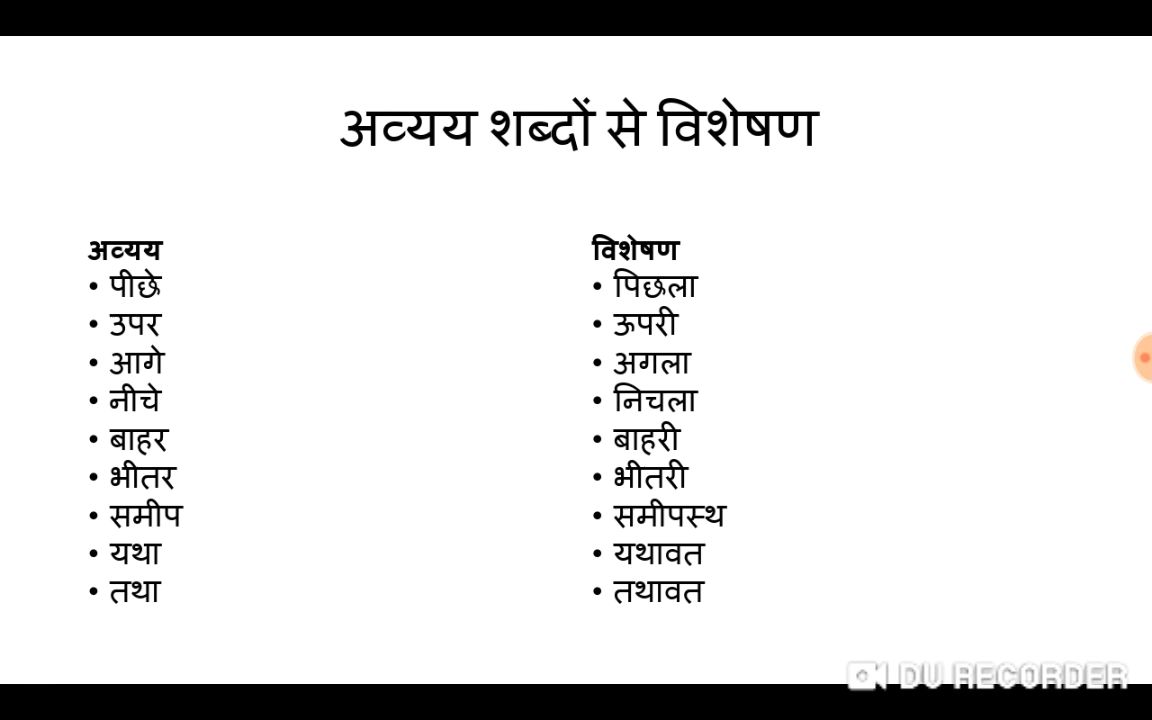 अव्यय शब्दों से विशेषण
अव्यय
• पीछे
• उपर
• आगे
• नीचे
• बाहर
• भीतर
• समीप
• यथा
• तथा
विशेषण
• पिछला
• ऊपरी
• अगला
• निचला
• बाहरी
• भीतरी
• समीपस्थ
• यथावत
• तथावत
DU RECORDER